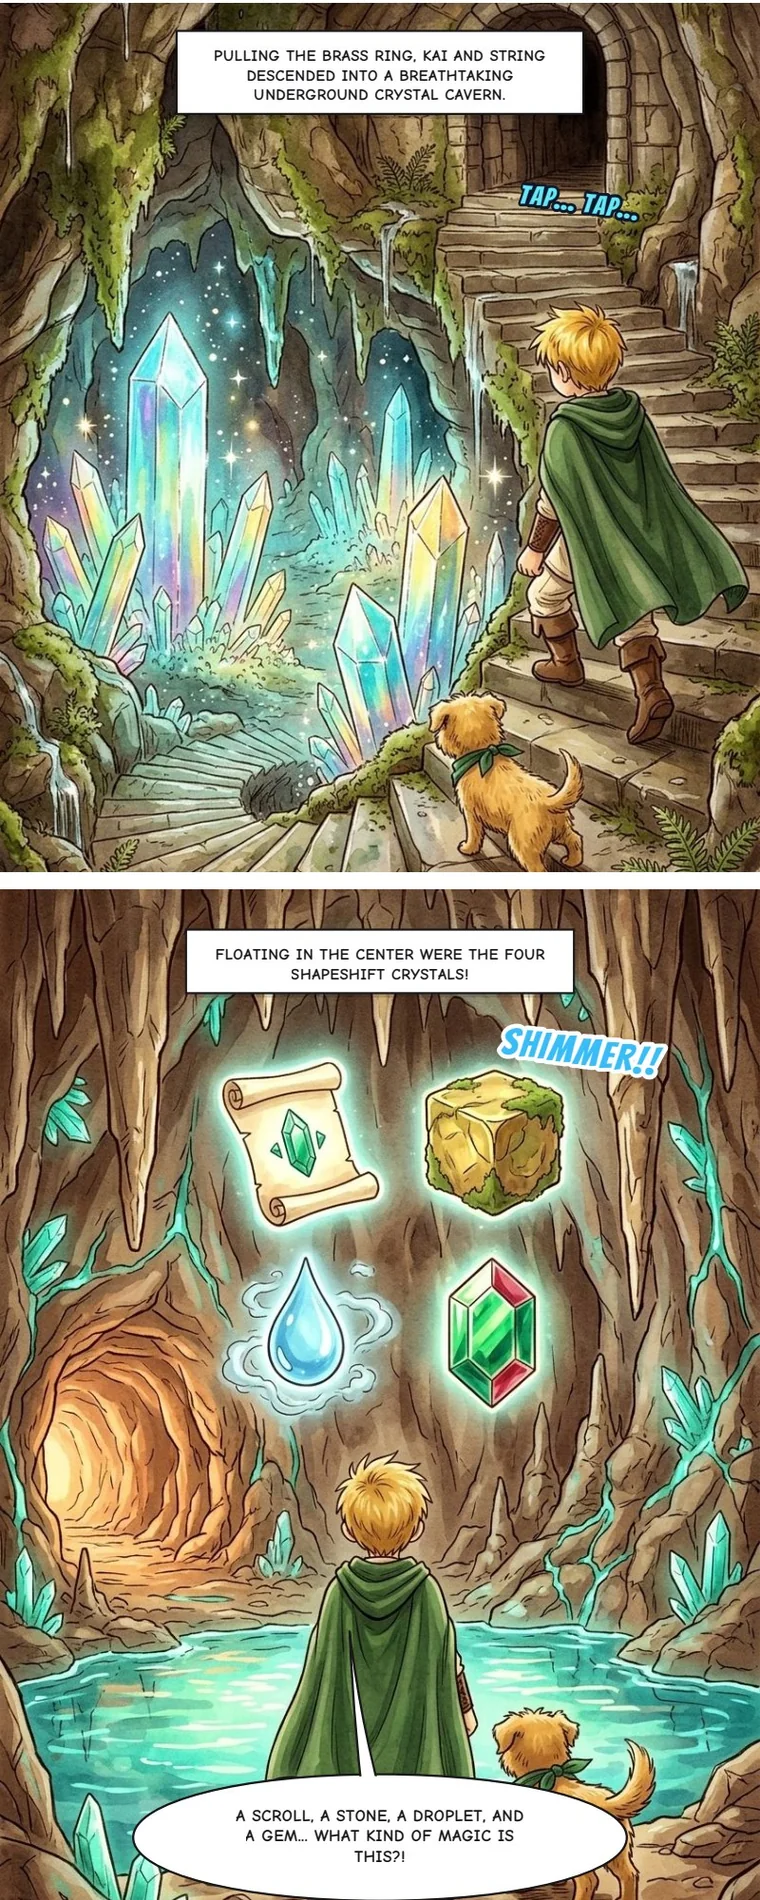 PULLING THE BRASS RING, KAI AND STRING
DESCENDED INTO A BREATHTAKING
UNDERGROUND CRYSTAL CAVERN.
TAP... TAP...
FLOATING IN THE CENTER WERE THE FOUR
SHAPESHIFT CRYSTALS!
SHIMMER!!
A SCROLL, A STONE, A DROPLET, AND
A GEM... WHAT KIND OF MAGIC IS
THIS?!